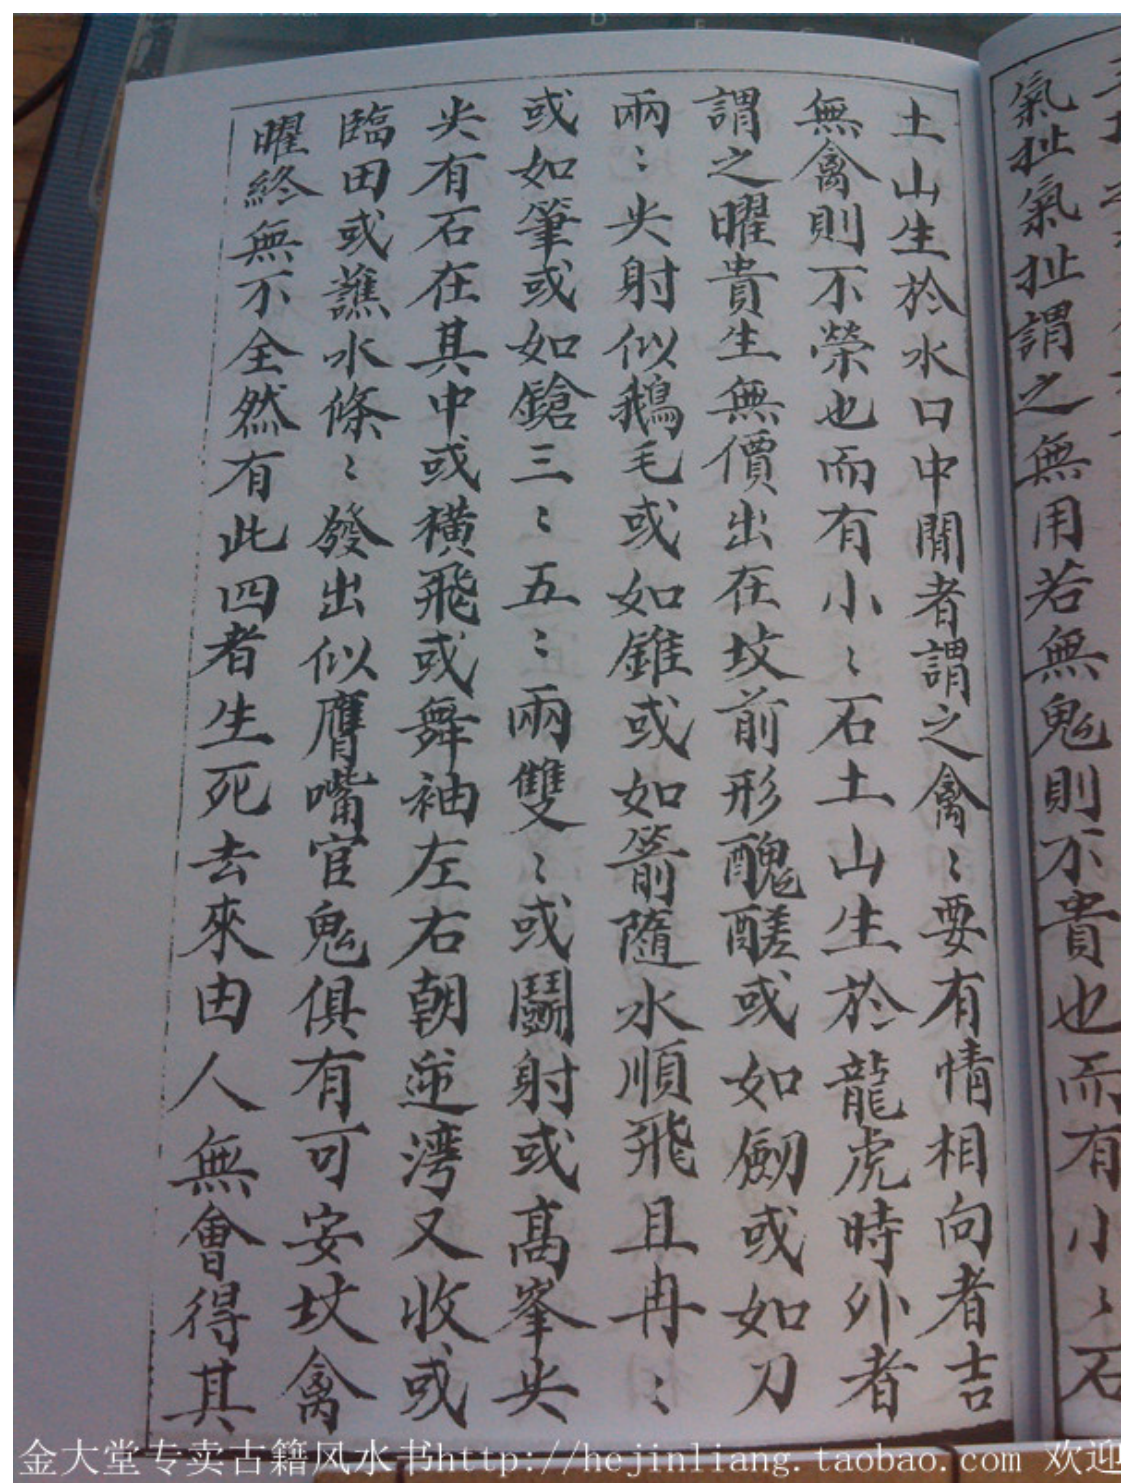 氣扯氣扯謂之無用若無鬼則不貴也而有小〻石
土山生於水口中間者謂之禽〻要有情相向者吉
無禽則不榮也而有小〻石土山生於龍虎時外者
謂之曜貴生無價出在坟前形醜醛或如劒或如刀
兩〻尖射似鵝毛或如錐或如箭隨水順飛且冉〻
或如筆或如鎗三〻五〻兩雙〻或鬭射或高峯尖
尖有石在其中或橫飛或舞袖左右朝逆湾又收或
臨田或蘸水條〻發出似膺嘴官鬼俱有可安坟禽
曜終無不全然有此四者生死去來由人無會得其
金大堂专卖古籍风水书http://hejinliang.taobao.com 欢迎